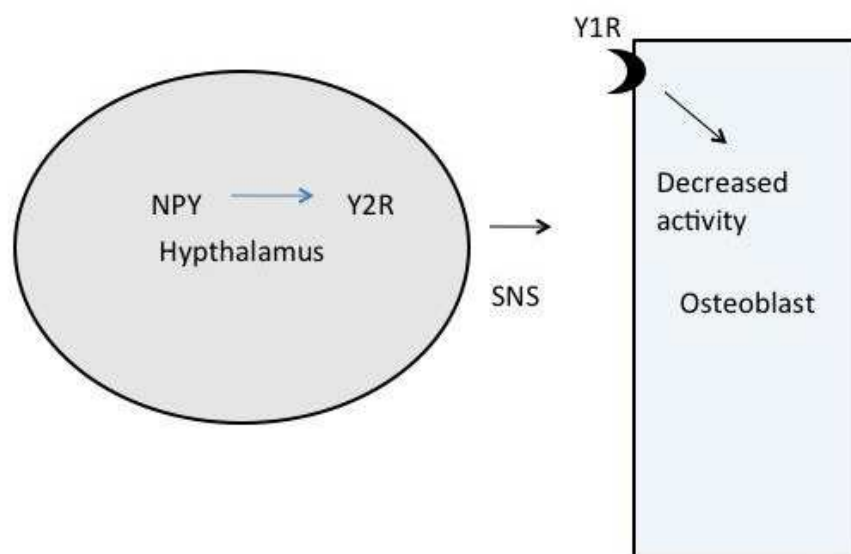 Y1R
NPY
Y2R
Hypthalamus
SNS
Decreased
activity
Osteoblast